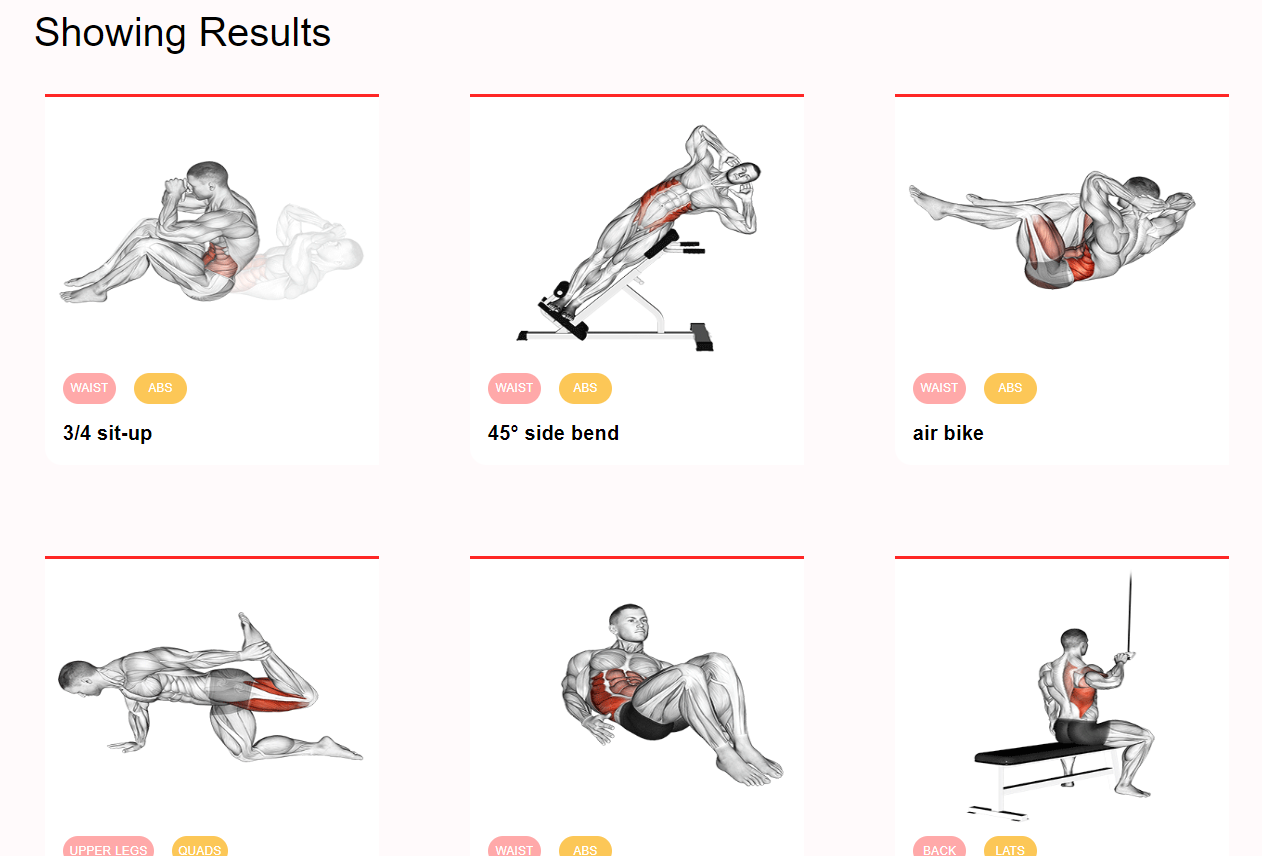 Showing Results
WAIST ABS
3/4 sit-up
WAIST ABS
45° side bend
WAIST ABS
air bike
UPPER LEGS QUADS
WAIST ABS
BACK LATS